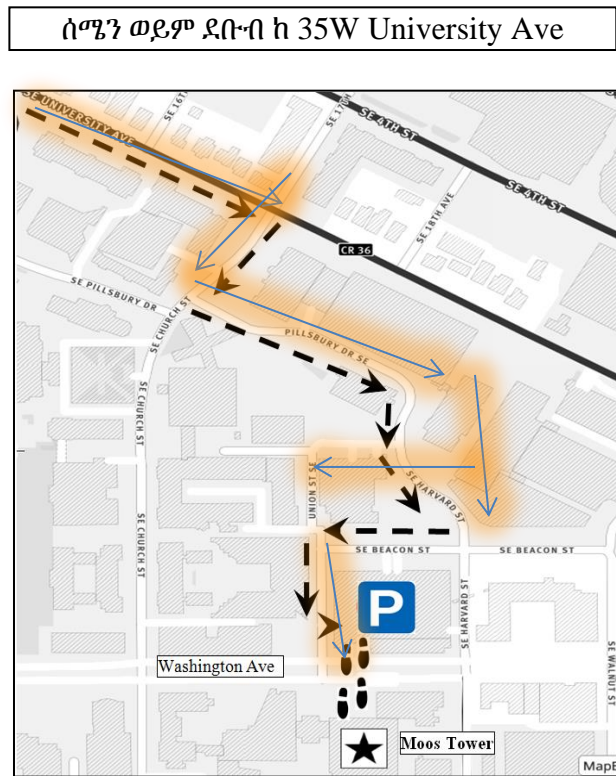 ሰሜን ወይም ደቡብ ከ 35W University Ave
SE UNIVERSITY AVE
SE 16TH
SE 17TH
SE 4TH ST
SE 4TH ST
SE 18TH AVE
CR 36
SE PILLSBURY DR
SE CHURCH ST
PILLSBURY DR SE
SE CHURCH ST
UNION ST SE
SE HARVARD ST
SE CHURCH ST
SE BEACON ST
SE BEACON ST
P
SE HARVARD ST
SE WALNUT ST
Washington Ave
Moos Tower